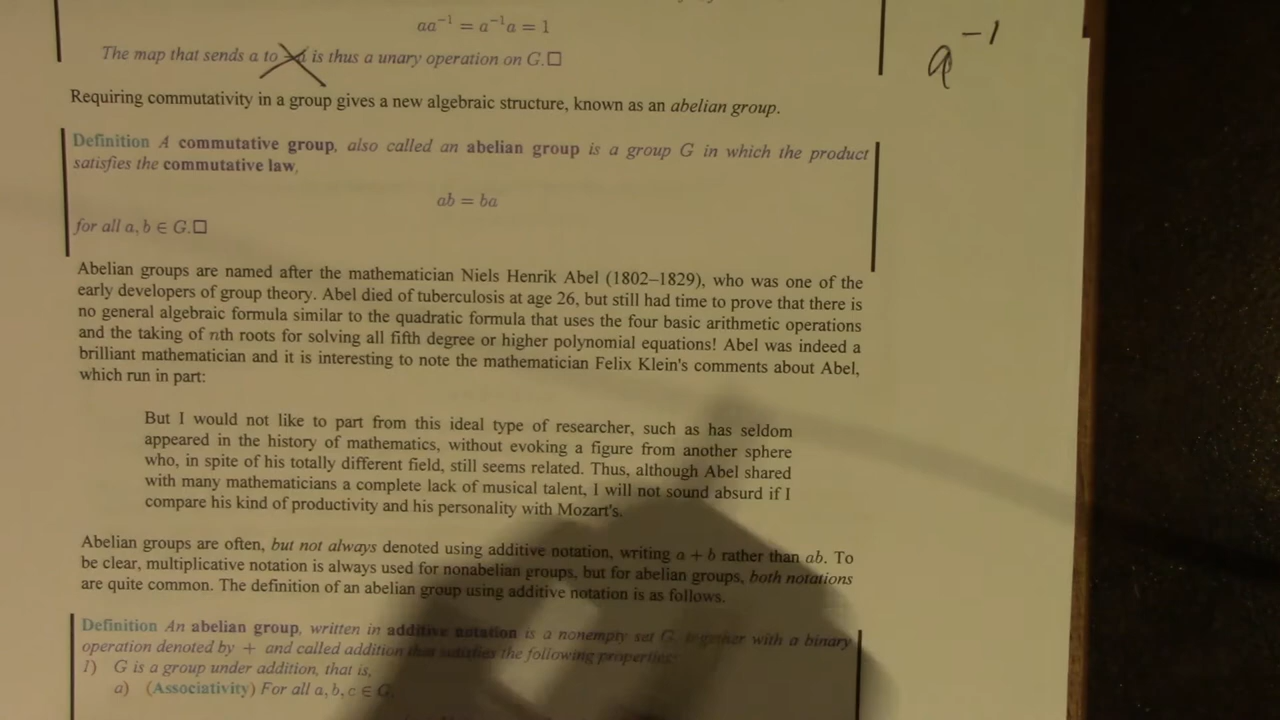 aa⁻¹ = a⁻¹a = 1
a⁻¹
The map that sends a to is thus a unary operation on G.□
Requiring commutativity in a group gives a new algebraic structure, known as an abelian group.
Definition A commutative group, also called an abelian group is a group G in which the product
satisfies the commutative law,
ab = ba
for all a, b ∈ G.□
Abelian groups are named after the mathematician Niels Henrik Abel (1802–1829), who was one of the
early developers of group theory. Abel died of tuberculosis at age 26, but still had time to prove that there is
no general algebraic formula similar to the quadratic formula that uses the four basic arithmetic operations
and the taking of nth roots for solving all fifth degree or higher polynomial equations! Abel was indeed a
brilliant mathematician and it is interesting to note the mathematician Felix Klein's comments about Abel,
which run in part:
But I would not like to part from this ideal type of researcher, such as has seldom
appeared in the history of mathematics, without evoking a figure from another sphere
who, in spite of his totally different field, still seems related. Thus, although Abel shared
with many mathematicians a complete lack of musical talent, I will not sound absurd if I
compare his kind of productivity and his personality with Mozart's.
Abelian groups are often, but not always denoted using additive notation, writing a + b rather than ab. To
be clear, multiplicative notation is always used for nonabelian groups, but for abelian groups, both notations
are quite common. The definition of an abelian group using additive notation is as follows.
Definition An abelian group, written in additive notation is a nonempty set G, together with a binary
operation denoted by + and called addition that satisfies the following properties:
1) G is a group under addition, that is,
a) (Associativity) For all a, b, c ∈ G,